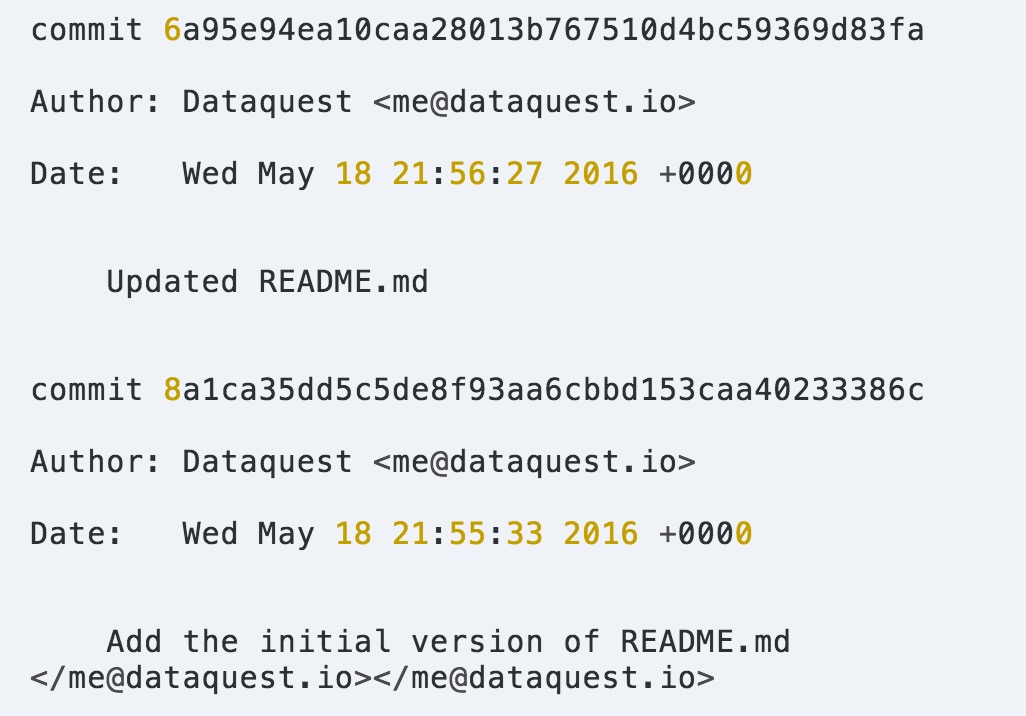 commit 6a95e94ea10caa28013b767510d4bc59369d83fa
Author: Dataquest <me@dataquest.io>
Date:   Wed May 18 21:56:27 2016 +0000
    Updated README.md
commit 8a1ca35dd5c5de8f93aa6cbbd153caa40233386c
Author: Dataquest <me@dataquest.io>
Date:   Wed May 18 21:55:33 2016 +0000
    Add the initial version of README.md
</me@dataquest.io></me@dataquest.io>